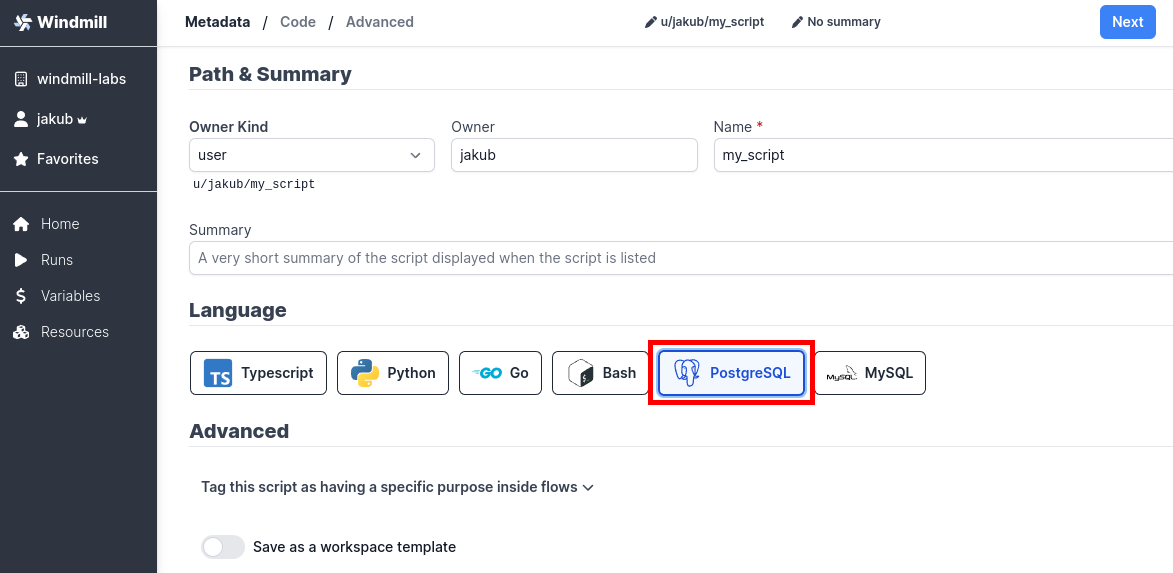 Windmill
Metadata / Code / Advanced
u/jakub/my_script
No summary
Next
windmill-labs
jakub
Favorites
Home
Runs
Variables
Resources
Path & Summary
Owner Kind
Owner
Name *
user
jakub
my_script
u/jakub/my_script
Summary
A very short summary of the script displayed when the script is listed
Language
TS Typescript
Python
GO Go
Bash
PostgreSQL
MySQL MySQL
Advanced
Tag this script as having a specific purpose inside flows
Save as a workspace template